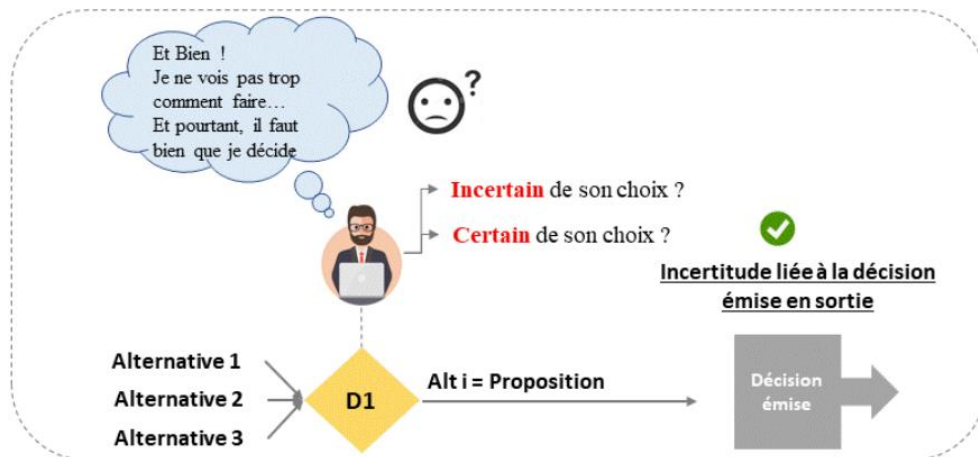 Et Bien !
Je ne vois pas trop
comment faire…
Et pourtant, il faut
bien que je décide
?
Incertain de son choix ?
Certain de son choix ?
Incertitude liée à la décision
émise en sortie
Alternative 1
Alternative 2
Alternative 3
D1
Alt i = Proposition
Décision
émise